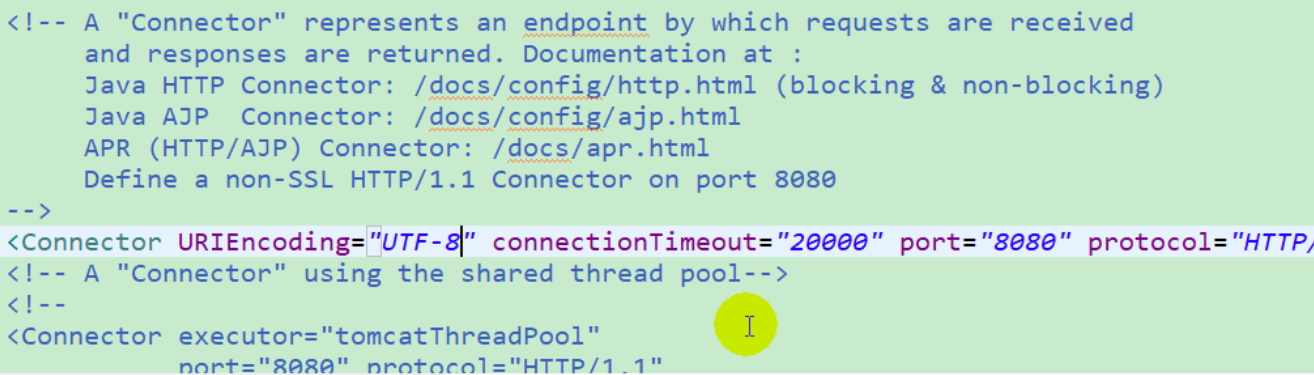 <!-- A "Connector" represents an endpoint by which requests are received
     and responses are returned. Documentation at :
     Java HTTP Connector: /docs/config/http.html (blocking & non-blocking)
     Java AJP  Connector: /docs/config/ajp.html
     APR (HTTP/AJP) Connector: /docs/apr.html
     Define a non-SSL HTTP/1.1 Connector on port 8080
-->
<Connector URIEncoding="UTF-8" connectionTimeout="20000" port="8080" protocol="HTTP/
<!-- A "Connector" using the shared thread pool-->
<!--
<Connector executor="tomcatThreadPool"
           port="8080" protocol="HTTP/1.1"